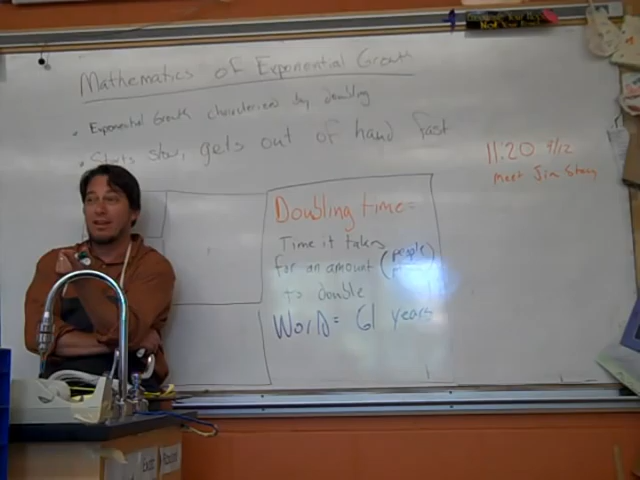 Mathematics of Exponential Growth
• Exponential Growth characterized by doubling
• Starts slow, gets out of hand fast
11:20 9/12
meet Jim Stacy
Doubling time=
Time it takes
for an amount (people)
to double
World= 61 years